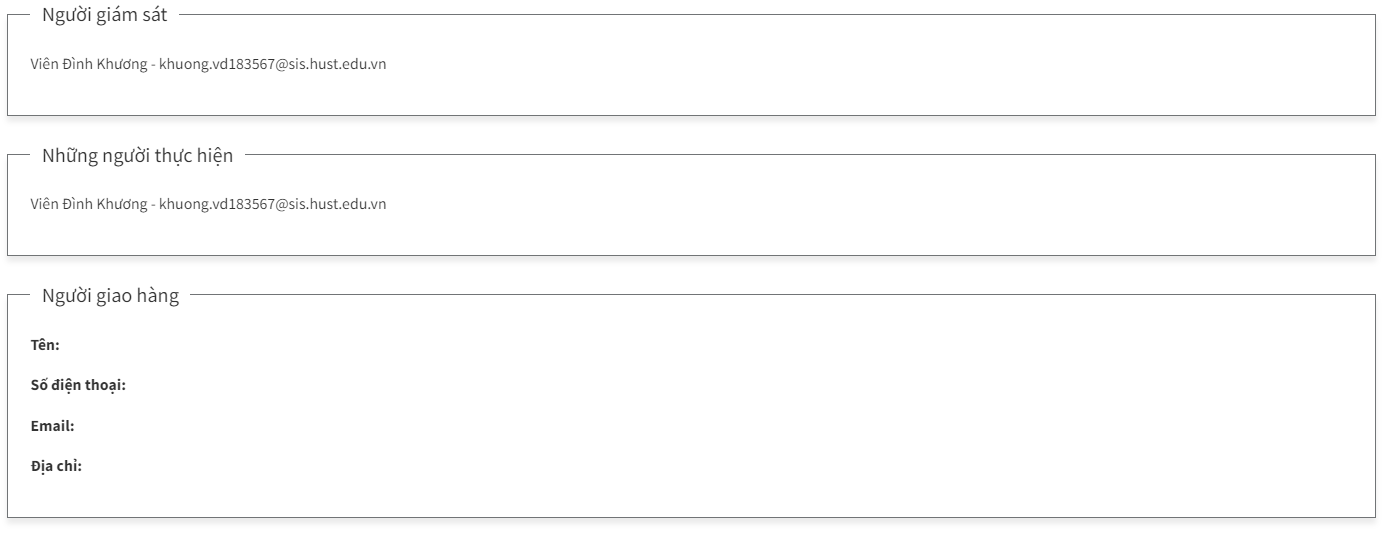 Người giám sát
Viên Đình Khương - khuong.vd183567@sis.hust.edu.vn
Những người thực hiện
Viên Đình Khương - khuong.vd183567@sis.hust.edu.vn
Người giao hàng
Tên:
Số điện thoại:
Email:
Địa chỉ: